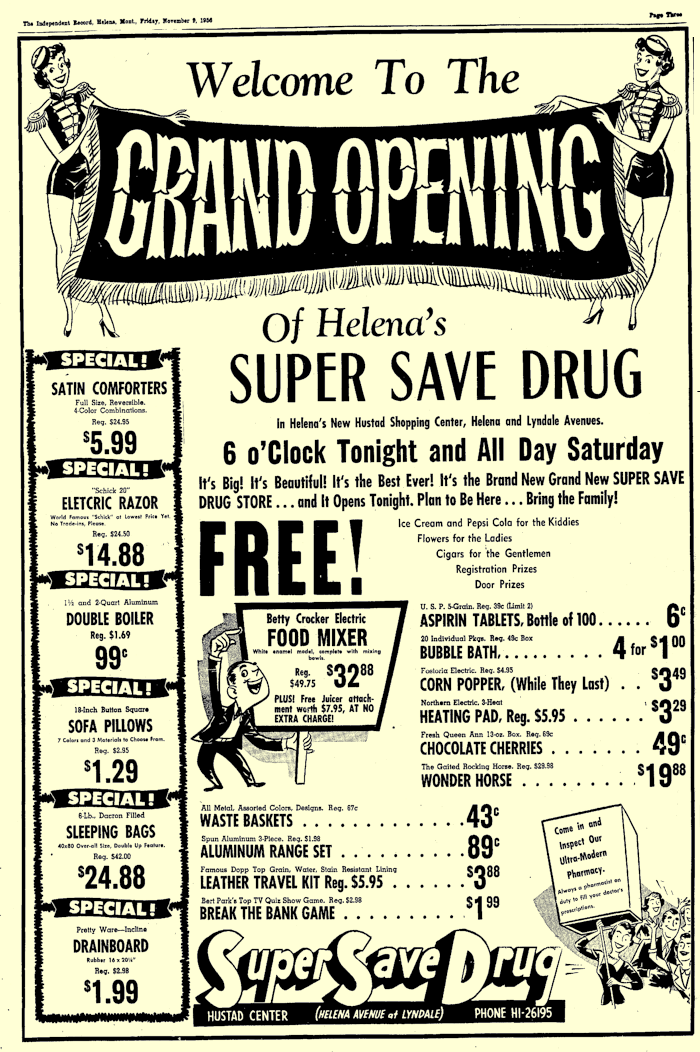 The Independent Record, Helena, Mont., Friday, November 9, 1956
Page Three
Welcome To The
GRAND OPENING
Of Helena's
SUPER SAVE DRUG
In Helena's New Hustad Shopping Center, Helena and Lyndale Avenues.
6 o'Clock Tonight and All Day Saturday
It's Big! It's Beautiful! It's the Best Ever! It's the Brand New Grand New SUPER SAVE
DRUG STORE ... and It Opens Tonight. Plan to Be Here ... Bring the Family!
SPECIAL!
SATIN COMFORTERS
Full Size, Reversible.
4-Color Combinations.
Reg. $24.95
$5.99
SPECIAL!
"Schick 20"
ELETCRIC RAZOR
World Famous "Schick" at Lowest Price Yet.
No Trade-ins, Please.
Reg. $24.50
$14.88
SPECIAL!
1½ and 2-Quart Aluminum
DOUBLE BOILER
Reg. $1.69
99c
SPECIAL!
18-Inch Button Square
SOFA PILLOWS
7 Colors and 3 Materials to Choose From.
Reg. $2.95
$1.29
SPECIAL!
6-Lb., Dacron Filled
SLEEPING BAGS
40x80 Over-all Size, Double Up Feature.
Reg. $42.00
$24.88
SPECIAL!
Pretty Ware—Incline
DRAINBOARD
Rubber 16 x 20½"
Reg. $2.98
$1.99
FREE!
Ice Cream and Pepsi Cola for the Kiddies
Flowers for the Ladies
Cigars for the Gentlemen
Registration Prizes
Door Prizes
Betty Crocker Electric
FOOD MIXER
White enamel model, complete with mixing
bowls.
Reg. $49.75 $32.88
PLUS! Free Juicer attach-
ment worth $7.95, AT NO
EXTRA CHARGE!
U. S. P. 5-Grain. Reg. 39c (Limit 2)
ASPIRIN TABLETS, Bottle of 100 . . . . . . 6c
20 Individual Pkgs. Reg. 49c Box
BUBBLE BATH, . . . . . . . . . 4 for $1.00
Fostoria Electric. Reg. $4.95
CORN POPPER, (While They Last) . . $3.49
Northern Electric, 3-Heat
HEATING PAD, Reg. $5.95 . . . . . . $3.29
Fresh Queen Ann 13-oz. Box. Reg. 69c
CHOCOLATE CHERRIES . . . . . . . 49c
The Gaited Rocking Horse. Reg. $29.98
WONDER HORSE . . . . . . . . . $19.88
All Metal, Assorted Colors, Designs. Reg. 67c
WASTE BASKETS . . . . . . . . . . . . 43c
Spun Aluminum 3-Piece. Reg. $1.98
ALUMINUM RANGE SET . . . . . . . . . . 89c
Famous Dopp Top Grain, Water, Stain Resistant Lining
LEATHER TRAVEL KIT Reg. $5.95 . . . . . . $3.88
Bert Park's Top TV Quiz Show Game. Reg. $2.98
BREAK THE BANK GAME . . . . . . . . . . $1.99
Come in and
Inspect Our
Ultra-Modern
Pharmacy.
Always a pharmacist on
duty to fill your doctor's
prescriptions.
Super Save Drug
HUSTAD CENTER (HELENA AVENUE at LYNDALE) PHONE HI-26195